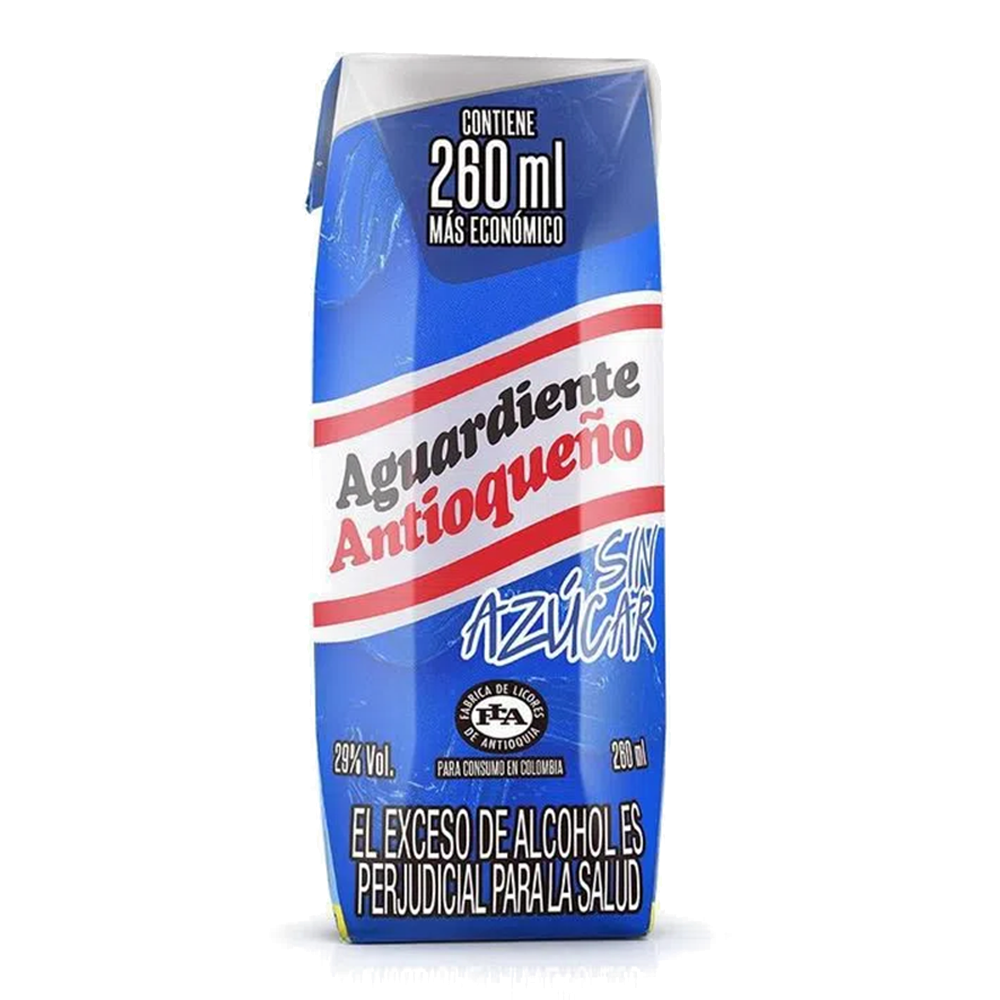 CONTIENE
260 ml
MÁS ECONÓMICO
Aguardiente
Antioqueño
SIN
AZÚCAR
FABRICA DE LICORES
FLA
DE ANTIOQUIA
29% Vol.
PARA CONSUMO EN COLOMBIA
260 ml
EL EXCESO DE ALCOHOL ES
PERJUDICIAL PARA LA SALUD